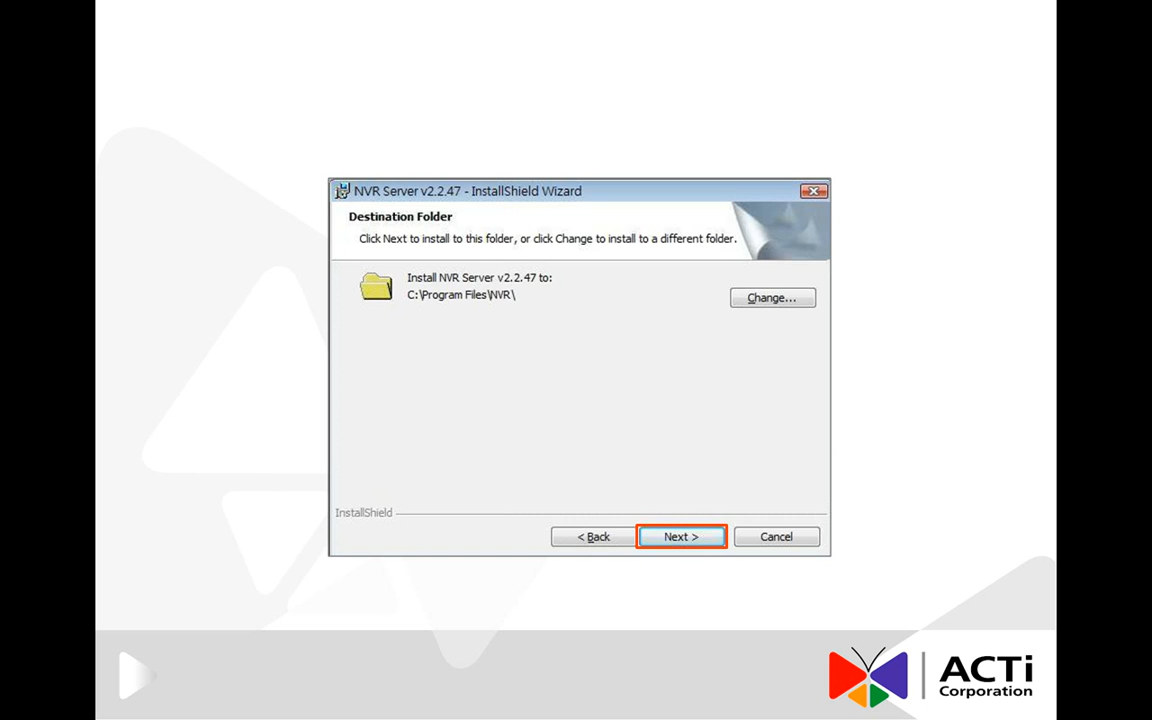 NVR Server v2.2.47 - InstallShield Wizard
Destination Folder
Click Next to install to this folder, or click Change to install to a different folder.
Install NVR Server v2.2.47 to:
C:\Program Files\NVR\
Change...
InstallShield
< Back
Next >
Cancel
ACTi
Corporation